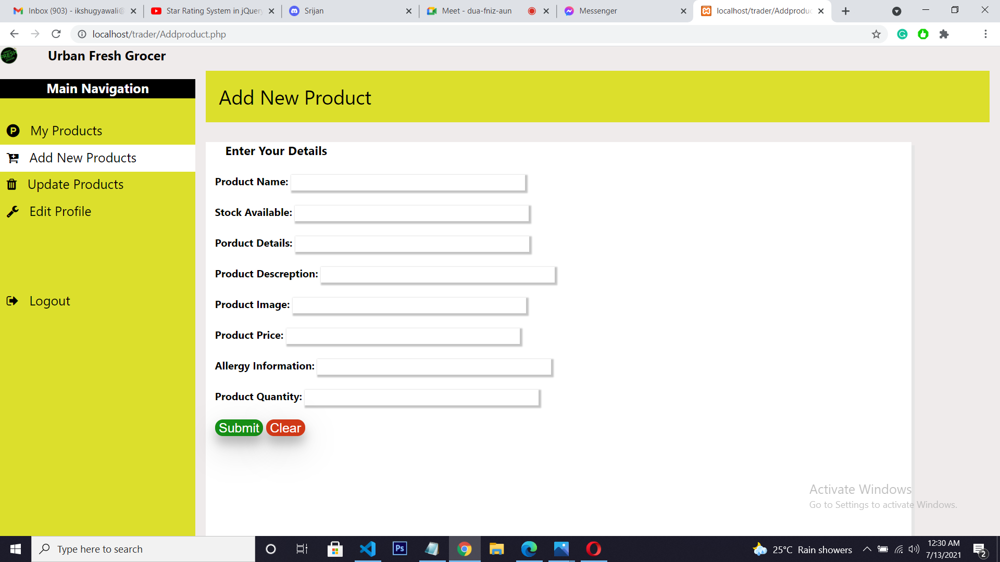 Inbox (903) - ikshugyawali@
Star Rating System in jQuery
Srijan
Meet - dua-fniz-aun
Messenger
localhost/trader/Addproduc
localhost/trader/Addproduct.php
FRESH
Urban Fresh Grocer
Main Navigation
My Products
Add New Products
Update Products
Edit Profile
Logout
Add New Product
Enter Your Details
Product Name:
Stock Available:
Porduct Details:
Product Descreption:
Product Image:
Product Price:
Allergy Information:
Product Quantity:
Submit Clear
Activate Windows
Go to Settings to activate Windows.
Type here to search
Ps
25°C Rain showers
12:30 AM
7/13/2021
2